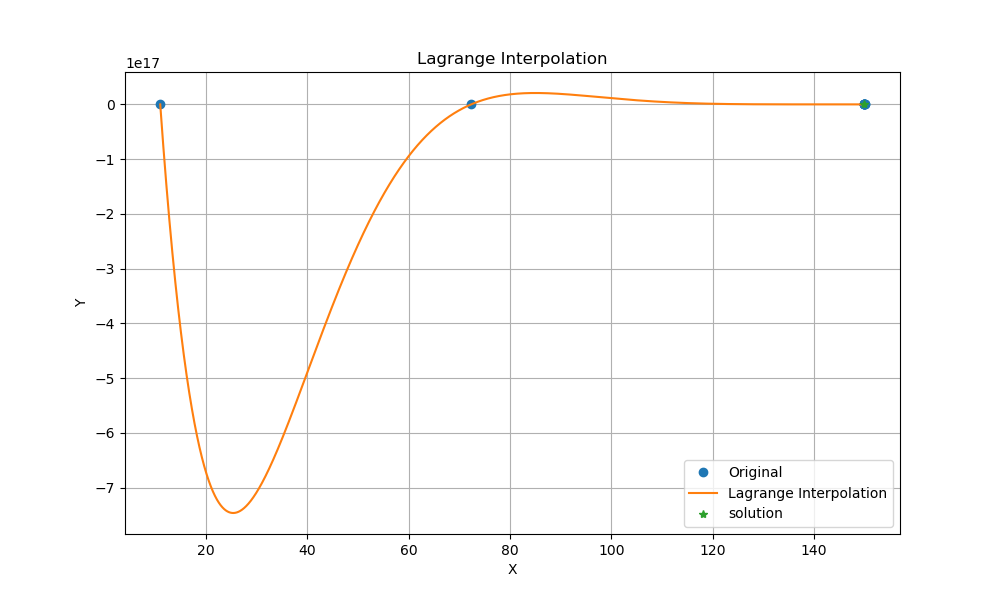 Lagrange Interpolation
1e17
0
−1
−2
−3
−4
−5
−6
−7
Y
20 40 60 80 100 120 140
X
Original
Lagrange Interpolation
solution